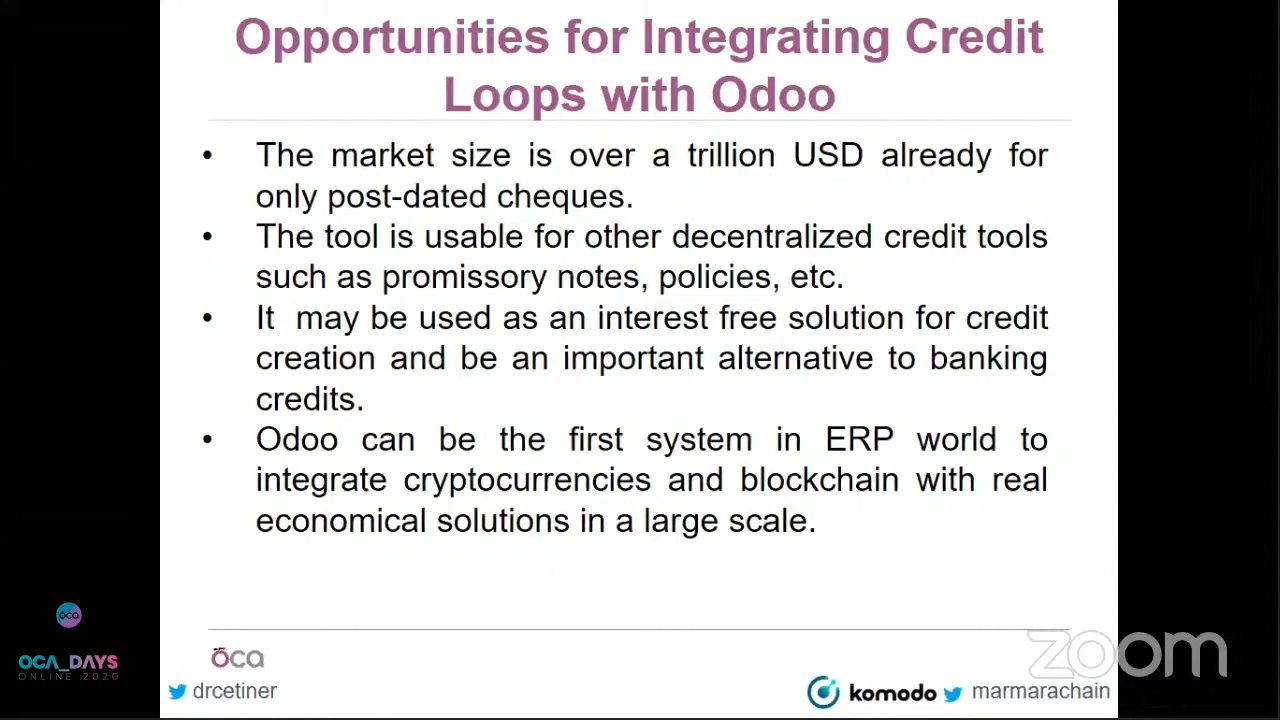 Opportunities for Integrating Credit
Loops with Odoo
• The market size is over a trillion USD already for
only post-dated cheques.
• The tool is usable for other decentralized credit tools
such as promissory notes, policies, etc.
• It may be used as an interest free solution for credit
creation and be an important alternative to banking
credits.
• Odoo can be the first system in ERP world to
integrate cryptocurrencies and blockchain with real
economical solutions in a large scale.
oca
OCA_DAYS
ONLINE 2020
oca
drcetiner
komodo
marmarachain
zoom